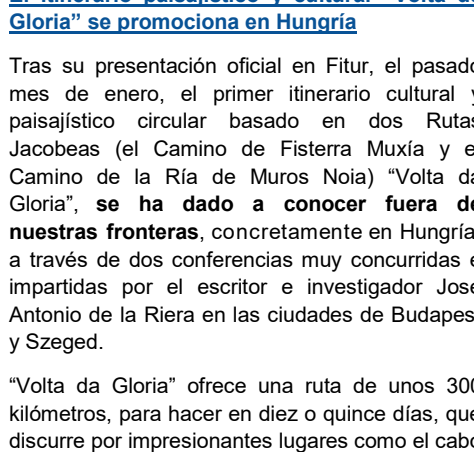 El itinerario paisajístico y cultural “Volta da
Gloria” se promociona en Hungría
Tras su presentación oficial en Fitur, el pasado
mes de enero, el primer itinerario cultural y
paisajístico circular basado en dos Rutas
Jacobeas (el Camino de Fisterra Muxía y el
Camino de la Ría de Muros Noia) “Volta da
Gloria”, se ha dado a conocer fuera de
nuestras fronteras, concretamente en Hungría,
a través de dos conferencias muy concurridas e
impartidas por el escritor e investigador José
Antonio de la Riera en las ciudades de Budapest
y Szeged.
“Volta da Gloria” ofrece una ruta de unos 300
kilómetros, para hacer en diez o quince días, que
discurre por impresionantes lugares como el cabo